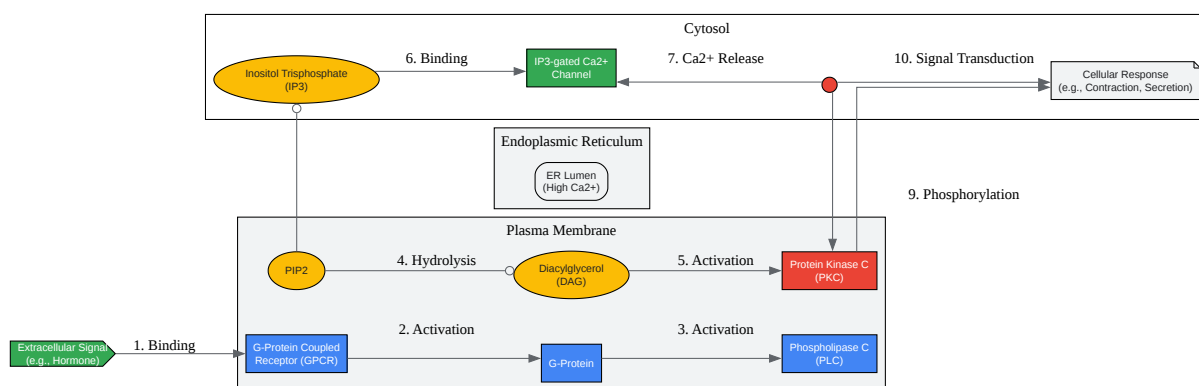 Cytosol
Inositol Trisphosphate
(IP3)
6. Binding
IP3-gated Ca2+
Channel
7. Ca2+ Release
10. Signal Transduction
Cellular Response
(e.g., Contraction, Secretion)
Endoplasmic Reticulum
ER Lumen
(High Ca2+)
9. Phosphorylation
Plasma Membrane
PIP2
4. Hydrolysis
Diacylglycerol
(DAG)
5. Activation
Protein Kinase C
(PKC)
Extracellular Signal
(e.g., Hormone)
1. Binding
G-Protein Coupled
Receptor (GPCR)
2. Activation
G-Protein
3. Activation
Phospholipase C
(PLC)